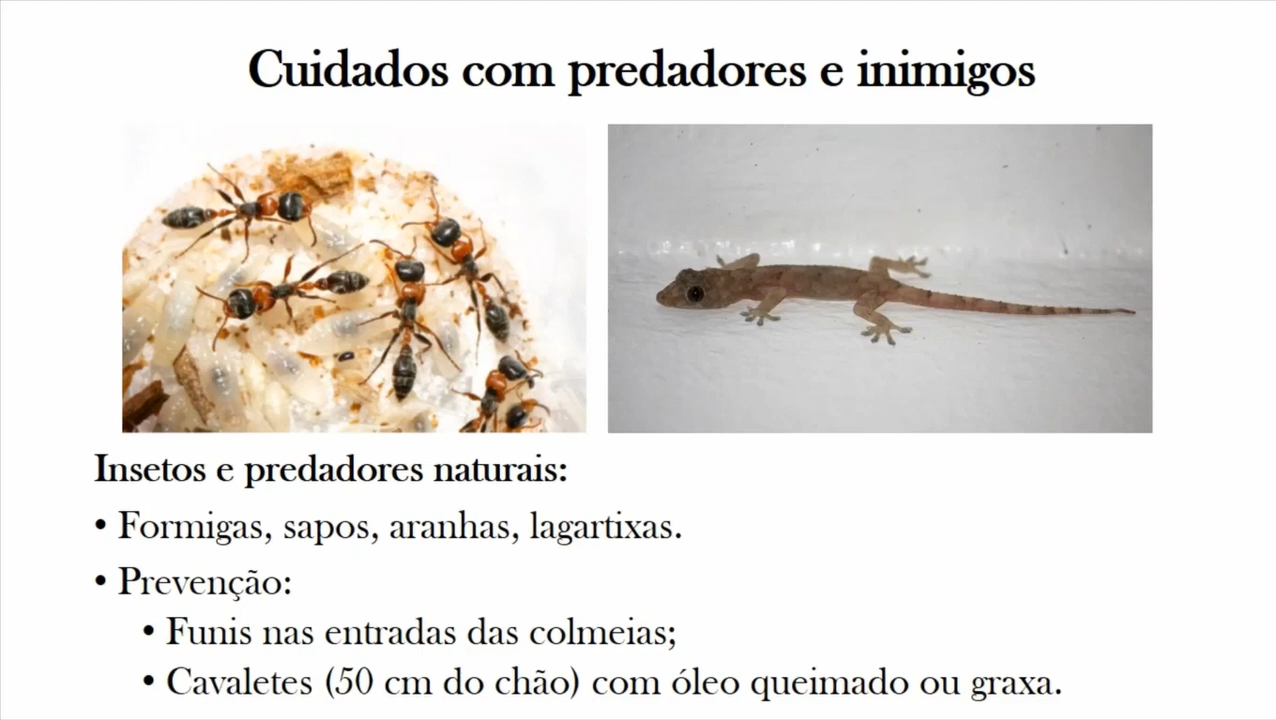 Cuidados com predadores e inimigos
Insetos e predadores naturais:
• Formigas, sapos, aranhas, lagartixas.
• Prevenção:
• Funis nas entradas das colmeias;
• Cavaletes (50 cm do chão) com óleo queimado ou graxa.